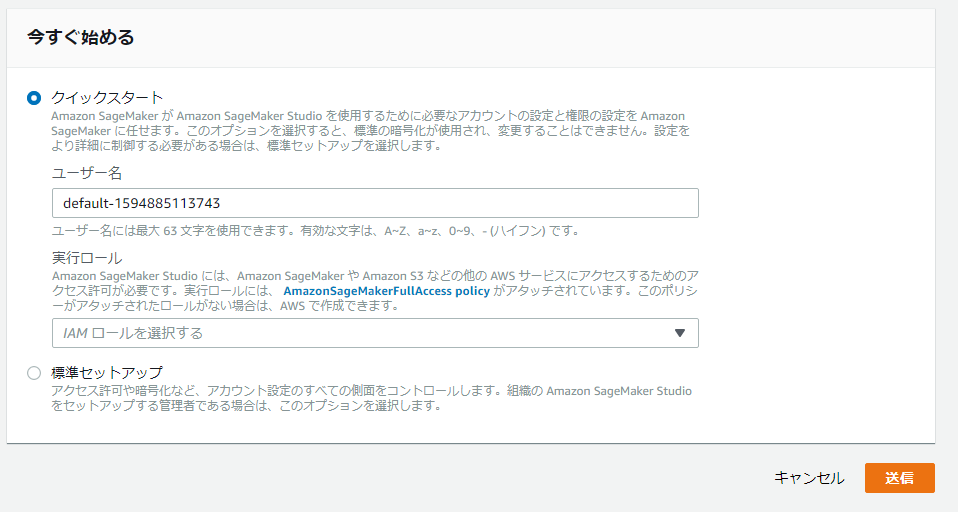 今すぐ始める
クイックスタート
Amazon SageMaker が Amazon SageMaker Studio を使用するために必要なアカウントの設定と権限の設定を Amazon
SageMaker に任せます。このオプションを選択すると、標準の暗号化が使用され、変更することはできません。設定を
より詳細に制御する必要がある場合は、標準セットアップを選択します。
ユーザー名
default-1594885113743
ユーザー名には最大 63 文字を使用できます。有効な文字は、A~Z、a~z、0~9、- (ハイフン) です。
実行ロール
Amazon SageMaker Studio には、Amazon SageMaker や Amazon S3 などの他の AWS サービスにアクセスするためのア
クセス許可が必要です。実行ロールには、 AmazonSageMakerFullAccess policy がアタッチされています。このポリシ
ーがアタッチされたロールがない場合は、AWS で作成できます。
IAM ロールを選択する
標準セットアップ
アクセス許可や暗号化など、アカウント設定のすべての側面をコントロールします。組織の Amazon SageMaker Studio
をセットアップする管理者である場合は、このオプションを選択します。
キャンセル
送信